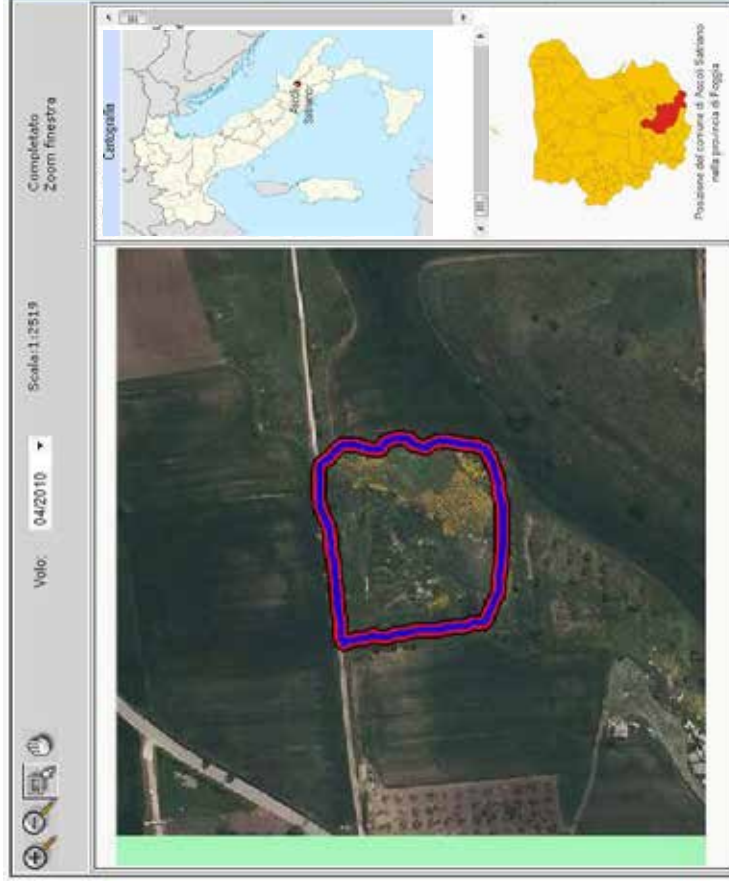 Volo: 04/2010 Scala:1:2519 Completato
Zoom finestra
Cartografia
Ascoli
Satriano
Posizione del comune di Ascoli Satriano
nella provincia di Foggia